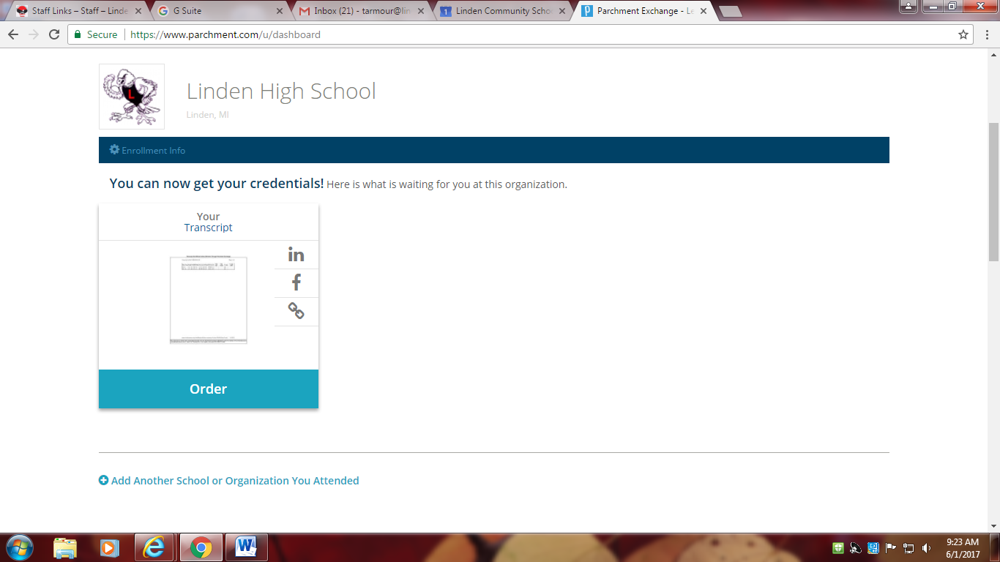 Staff Links – Staff – Linde
G Suite
Inbox (21) - tarmour@lin
1 Linden Community Schoo
Parchment Exchange - Le
Secure https://www.parchment.com/u/dashboard
L
Linden High School
Linden, MI
Enrollment Info
You can now get your credentials! Here is what is waiting for you at this organization.
Your
Transcript
in
f
Order
Add Another School or Organization You Attended
9:23 AM
6/1/2017